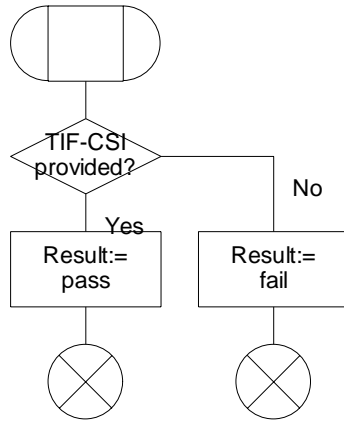 TIF-CSI
provided?
No
Yes
Result:=
pass
Result:=
fail